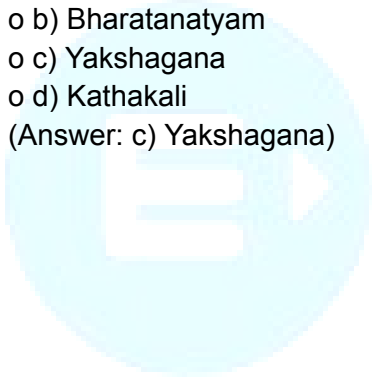 o b) Bharatanatyam
o c) Yakshagana
o d) Kathakali
(Answer: c) Yakshagana)